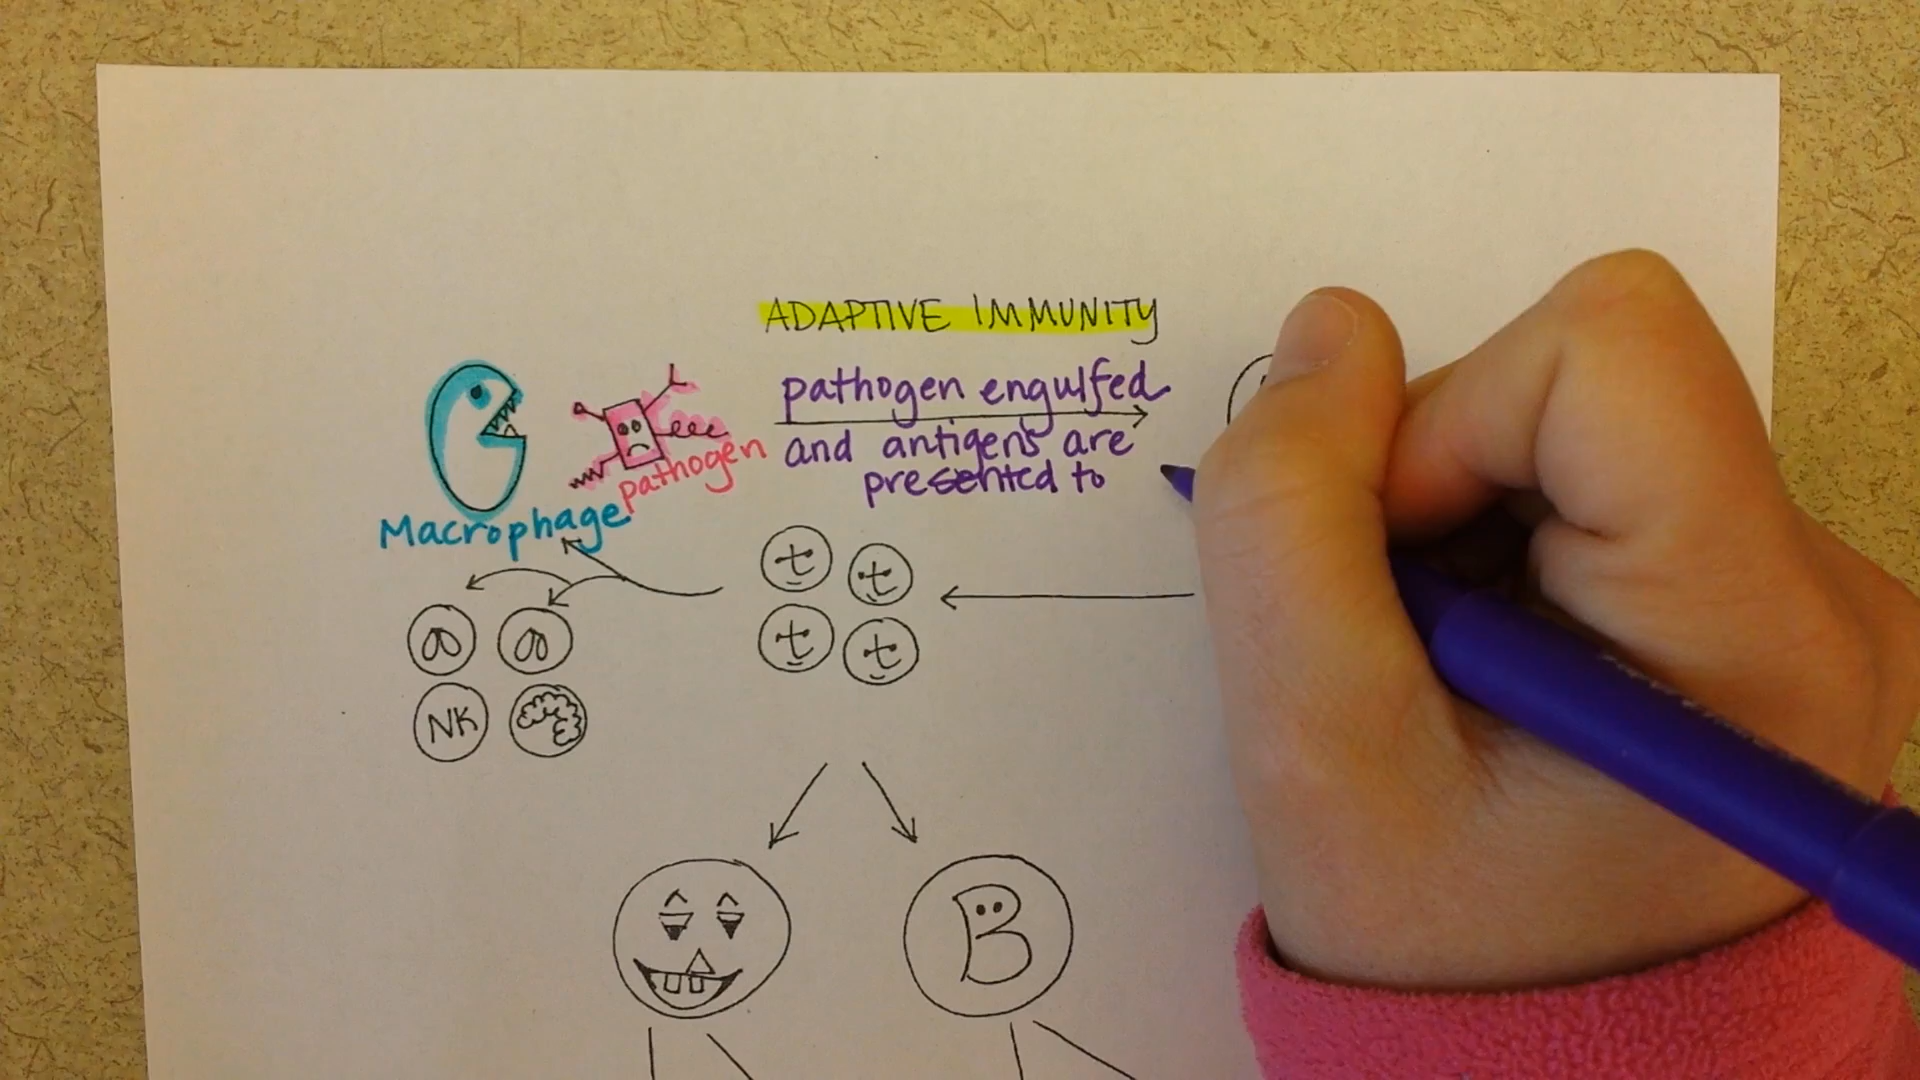 ADAPTIVE IMMUNITY
pathogen engulfed
and antigens are
presented to
pathogen
Macrophage
t t
t t
NK
B